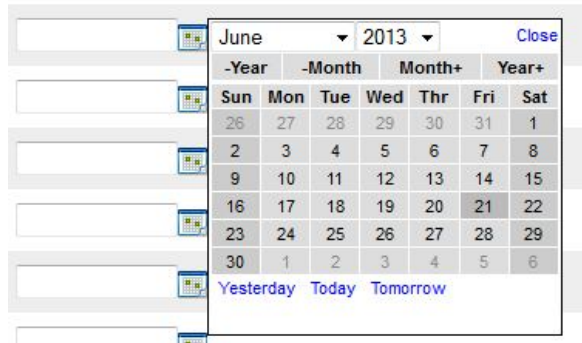 June 2013 Close
-Year -Month Month+ Year+
Sun Mon Tue Wed Thr Fri Sat
26 27 28 29 30 31 1
2 3 4 5 6 7 8
9 10 11 12 13 14 15
16 17 18 19 20 21 22
23 24 25 26 27 28 29
30 1 2 3 4 5 6
Yesterday Today Tomorrow